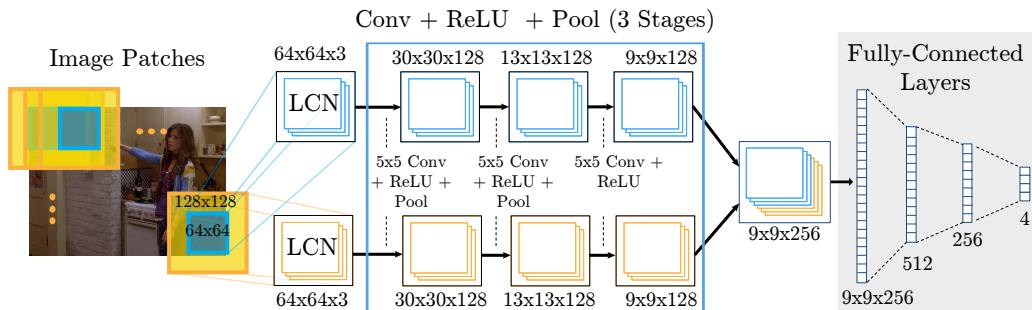 Conv + ReLU + Pool (3 Stages)
Image Patches
64x64x3
30x30x128
13x13x128
9x9x128
Fully-Connected
Layers
LCN
5x5 Conv
+ ReLU +
Pool
5x5 Conv
+ ReLU +
Pool
5x5 Conv +
ReLU
128x128
64x64
LCN
9x9x256
64x64x3
30x30x128
13x13x128
9x9x128
9x9x256
512
256
4